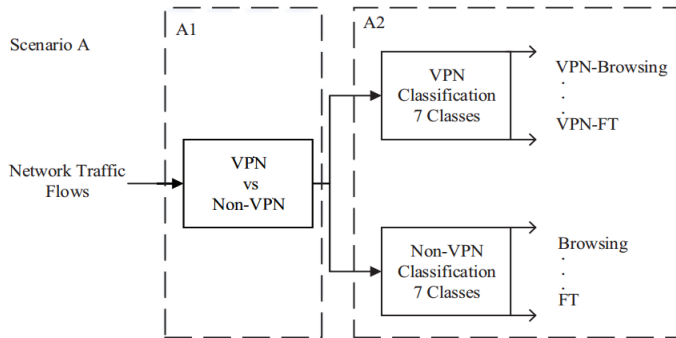 A1
A2
Scenario A
VPN
Classification
7 Classes
VPN-Browsing
.
.
.
VPN-FT
Network Traffic
Flows
VPN
vs
Non-VPN
Non-VPN
Classification
7 Classes
Browsing
.
.
.
FT